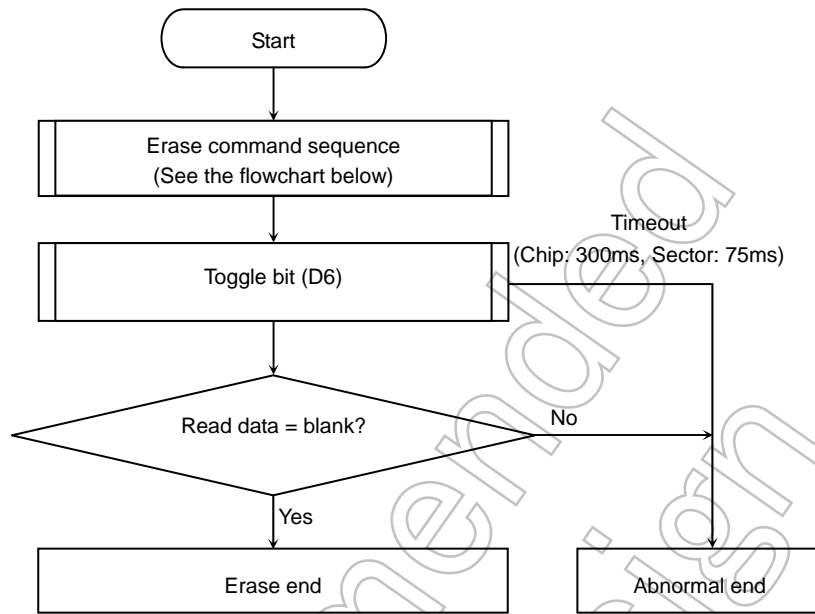 Start
Erase command sequence
(See the flowchart below)
Timeout
(Chip: 300ms, Sector: 75ms)
Toggle bit (D6)
Read data = blank?
No
Yes
Erase end
Abnormal end